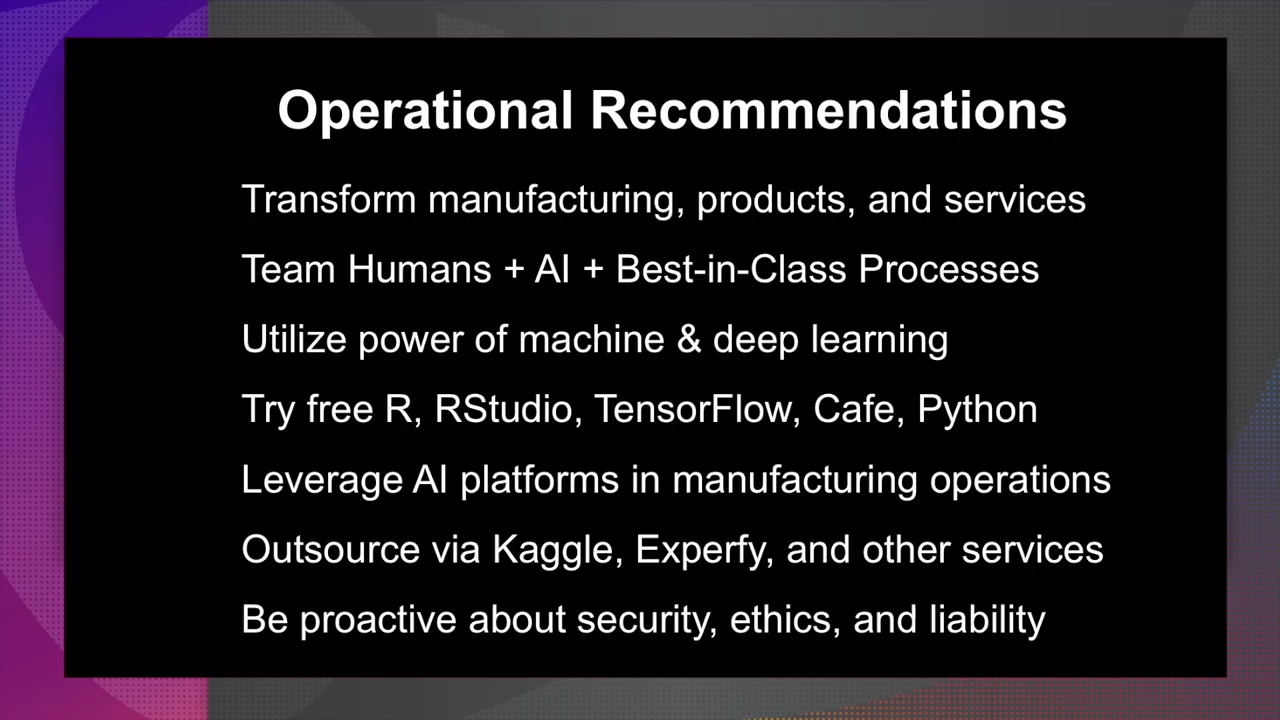 Operational Recommendations
Transform manufacturing, products, and services
Team Humans + AI + Best-in-Class Processes
Utilize power of machine & deep learning
Try free R, RStudio, TensorFlow, Cafe, Python
Leverage AI platforms in manufacturing operations
Outsource via Kaggle, Experfy, and other services
Be proactive about security, ethics, and liability